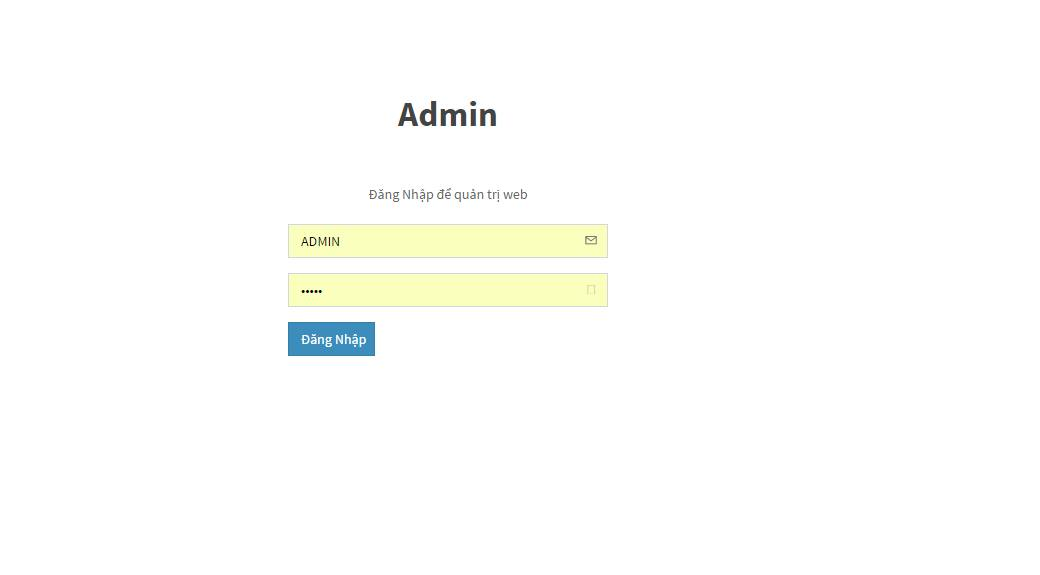 Admin
Đăng Nhập để quản trị web
ADMIN
•••••
Đăng Nhập